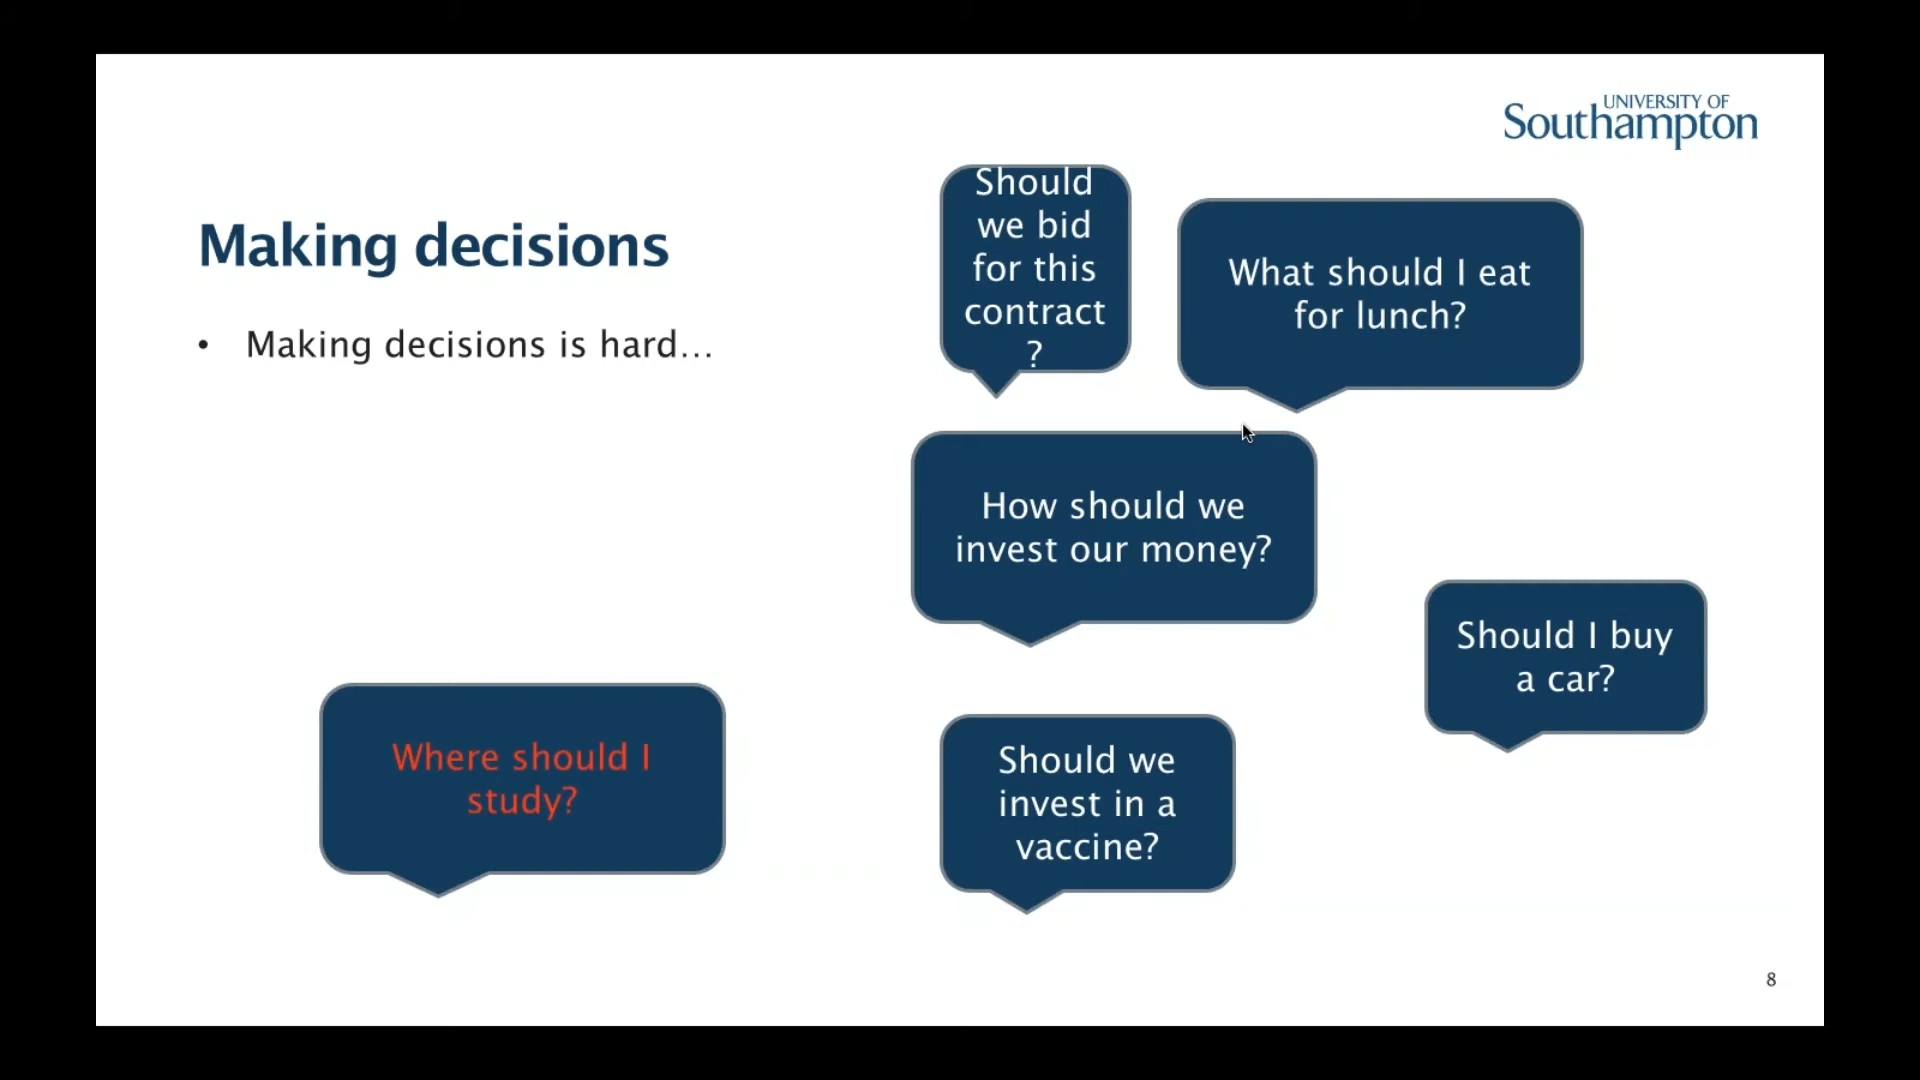 UNIVERSITY OF
Southampton
Making decisions
• Making decisions is hard...
Should
we bid
for this
contract
?
What should I eat
for lunch?
How should we
invest our money?
Should I buy
a car?
Where should I
study?
Should we
invest in a
vaccine?
8